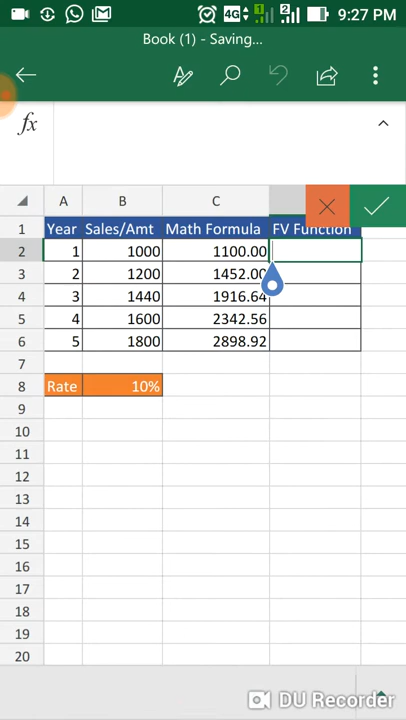 4G 1 2 9:27 PM
Book (1) - Saving...
fx
A B C
1 Year Sales/Amt Math Formula FV Function
2 1 1000 1100.00
3 2 1200 1452.00
4 3 1440 1916.64
5 4 1600 2342.56
6 5 1800 2898.92
7
8 Rate 10%
9
10
11
12
13
14
15
16
17
18
19
20
DU Recorder